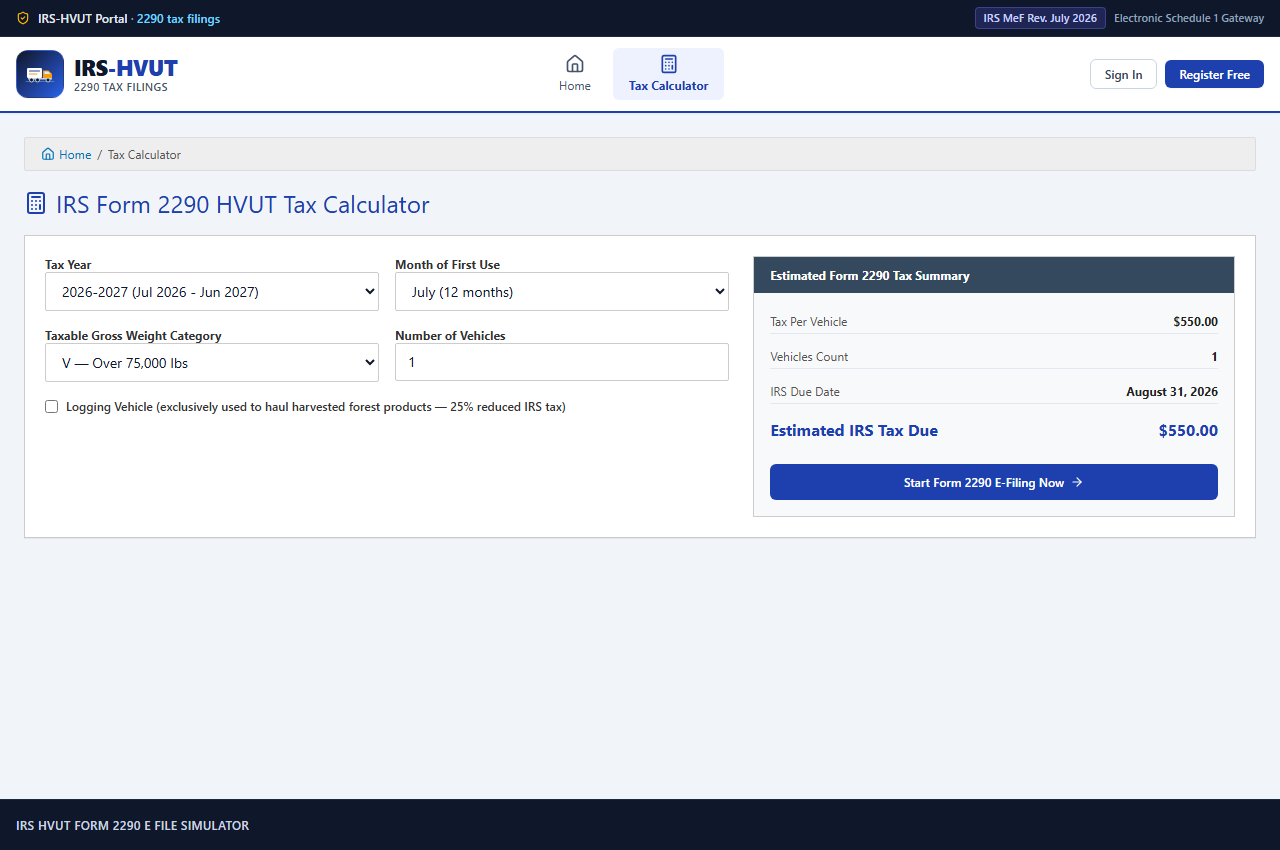 IRS-HVUT Portal · 2290 tax filings
IRS MeF Rev. July 2026
Electronic Schedule 1 Gateway
IRS-HVUT
2290 TAX FILINGS
Home
Tax Calculator
Sign In
Register Free
Home / Tax Calculator
IRS Form 2290 HVUT Tax Calculator
Tax Year
2026-2027 (Jul 2026 - Jun 2027)
Month of First Use
July (12 months)
Taxable Gross Weight Category
V — Over 75,000 lbs
Number of Vehicles
1
Logging Vehicle (exclusively used to haul harvested forest products — 25% reduced IRS tax)
Estimated Form 2290 Tax Summary
Tax Per Vehicle $550.00
Vehicles Count 1
IRS Due Date August 31, 2026
Estimated IRS Tax Due $550.00
Start Form 2290 E-Filing Now →
IRS HVUT FORM 2290 E FILE SIMULATOR